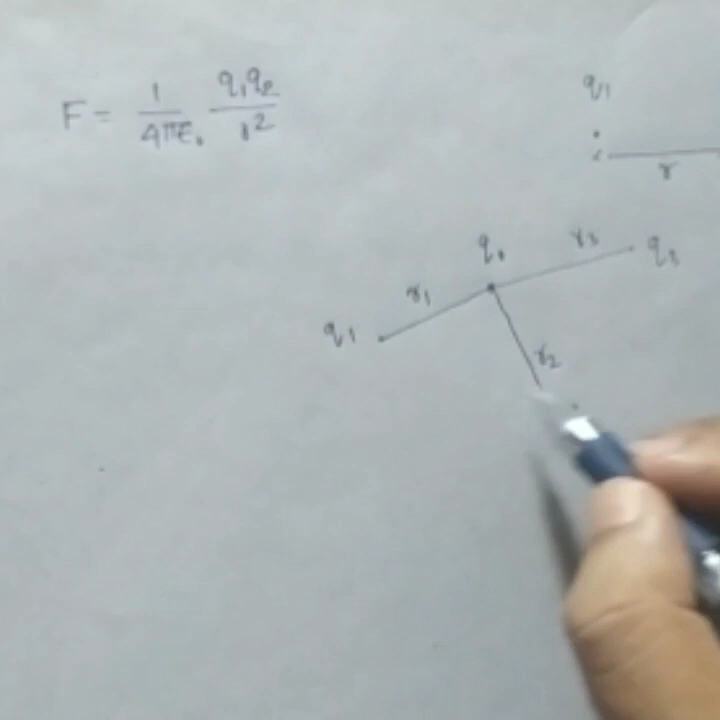 F = 1/4πε₀ q₁q₂/r²
q₁
r
q₀ r₃ q₃
r₁
q₁
r₂